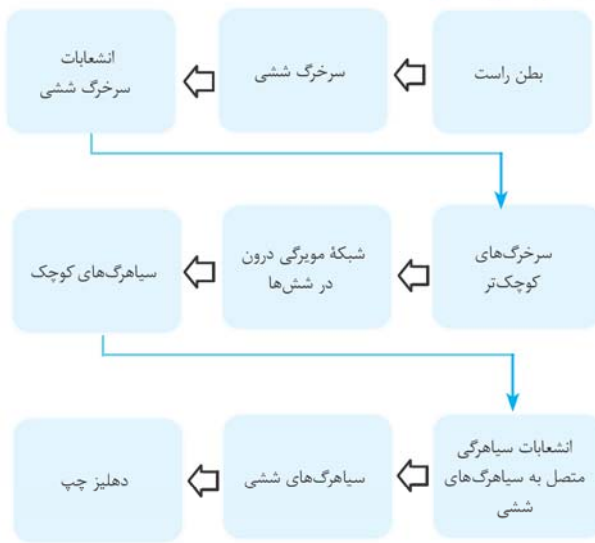 بطن راست
سرخرگ ششی
انشعابات
سرخرگ ششی
سرخرگ‌های
کوچک‌تر
شبکهٔ مویرگی درون
در شش‌ها
سیاهرگ‌های کوچک
انشعابات سیاهرگی
متصل به سیاهرگ‌های
ششی
سیاهرگ‌های ششی
دهلیز چپ